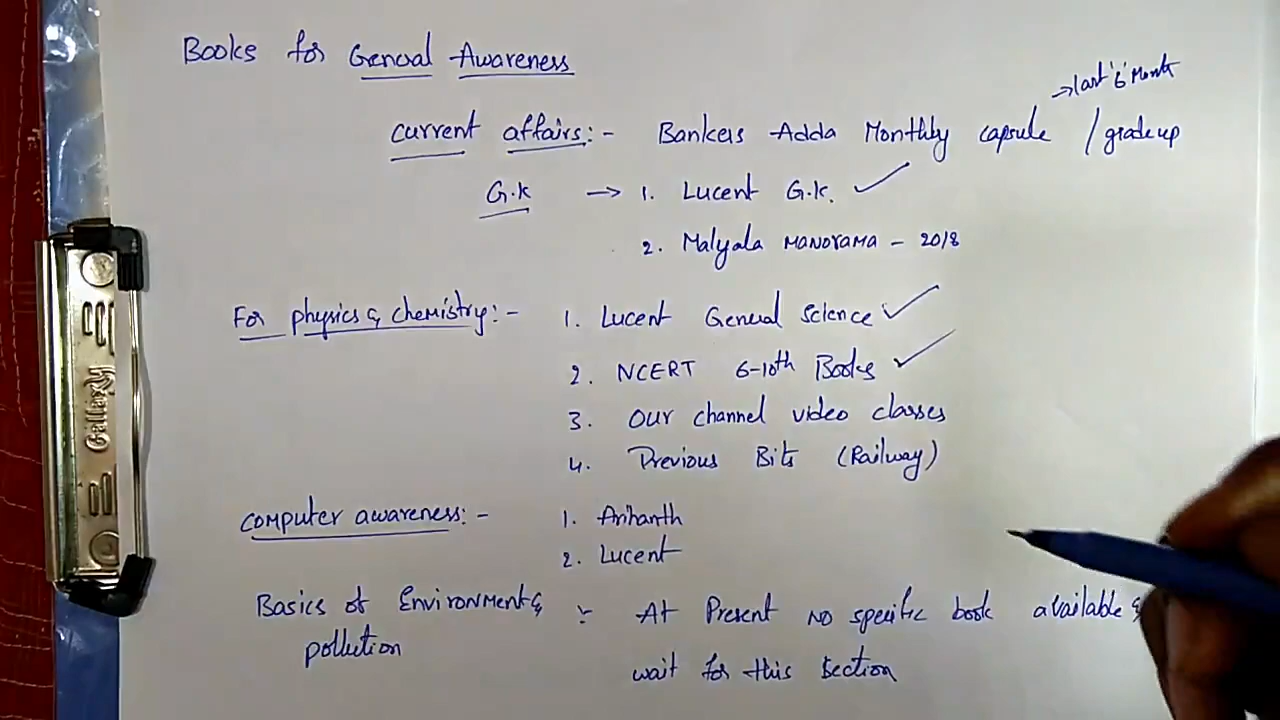 Books for General Awareness
→ last '6' Month
current affairs:- Bankers Adda Monthly capsule / gradeup
G.K → 1. Lucent G.K. ✓
2. Malyala MANORAMA - 2018
For physics & chemistry:- 1. Lucent General Science ✓
2. NCERT 6-10th Books ✓
3. Our channel video classes
4. Previous Bits (Railway)
computer awareness:- 1. Arihanth
2. Lucent
Basics of Environment & :- At Present no specific book available &
pollution wait for this section
Gallaxy